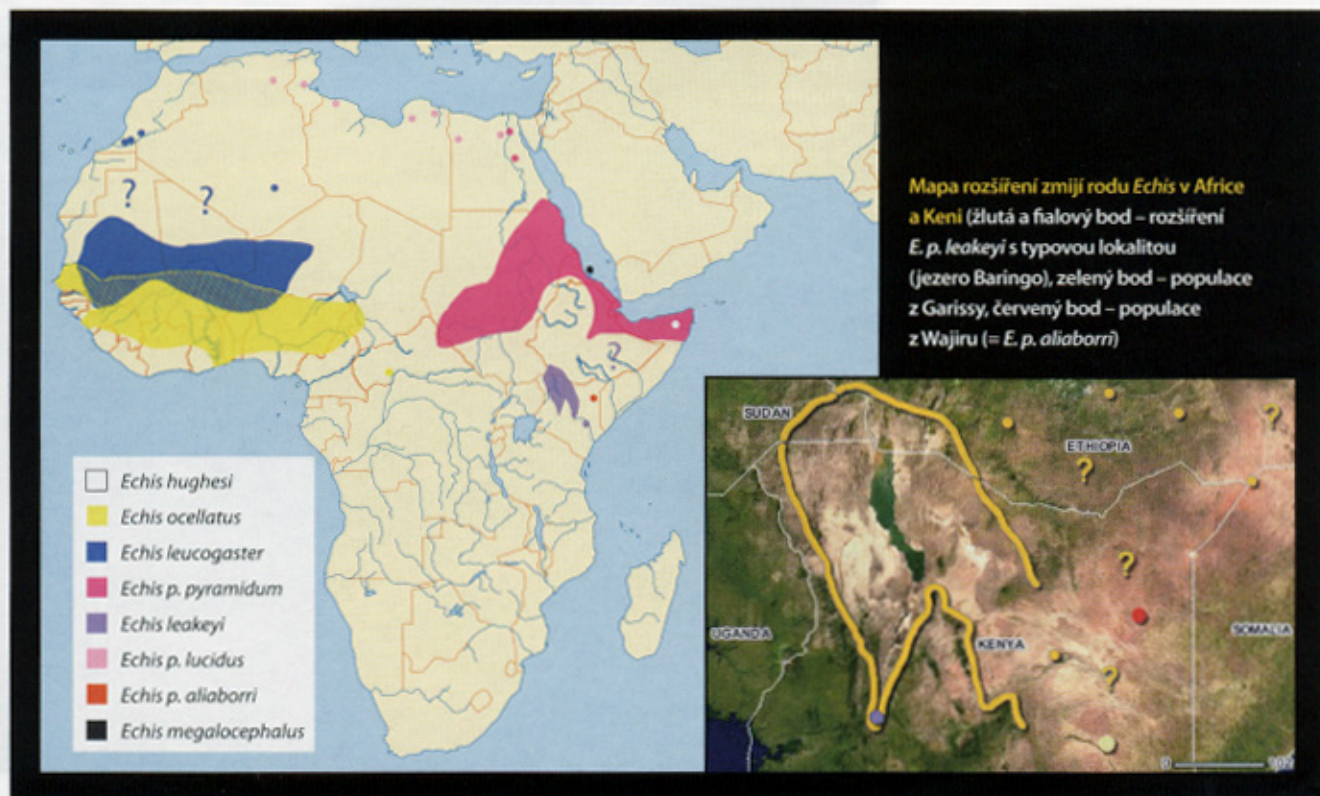 Mapa rozšíření zmijí rodu Echis v Africe
a Keni (žlutá a fialový bod – rozšíření
E. p. leakeyi s typovou lokalitou
(jezero Baringo), zelený bod – populace
z Garissy, červený bod – populace
z Wajiru (= E. p. aliaborri)
?
?
?
Echis hughesi
Echis ocellatus
Echis leucogaster
Echis p. pyramidum
Echis leakeyi
Echis p. lucidus
Echis p. aliaborri
Echis megalocephalus
SUDAN
ETHIOPIA
?
?
?
UGANDA
KENYA
SOMALIA
?
0